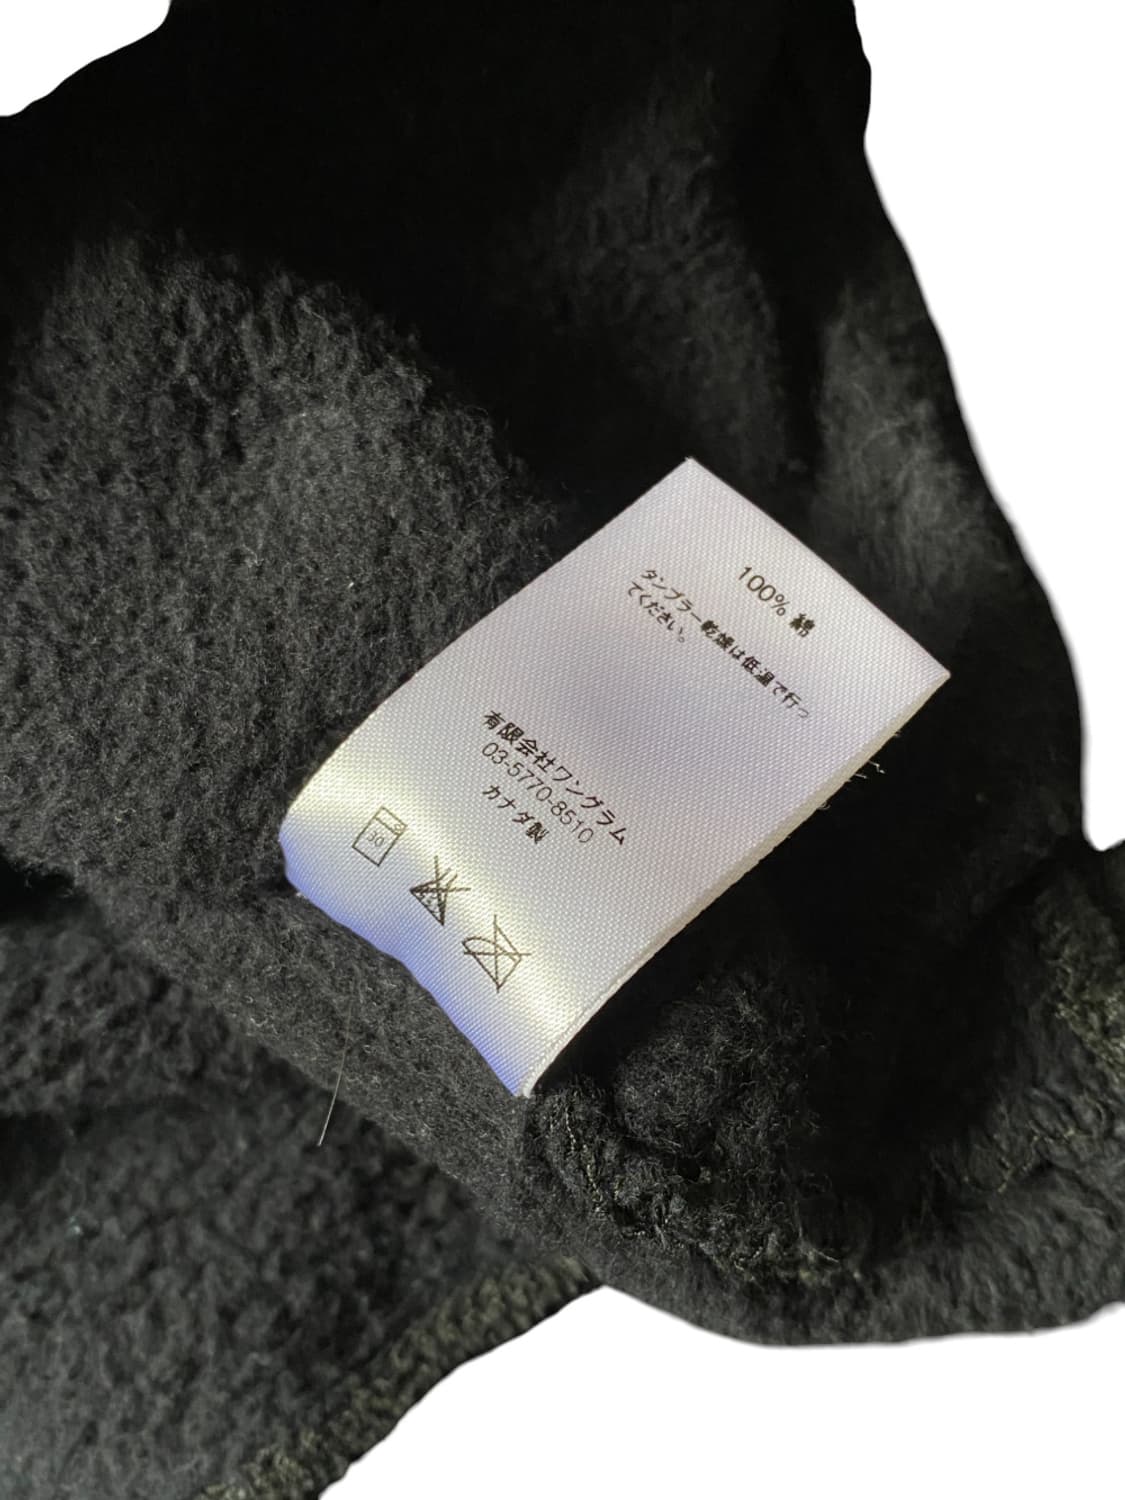 100% 綿
タンブラー乾燥は低温で行っ
てください。
有限会社ワングラム
03-5770-8510
カナダ製
30